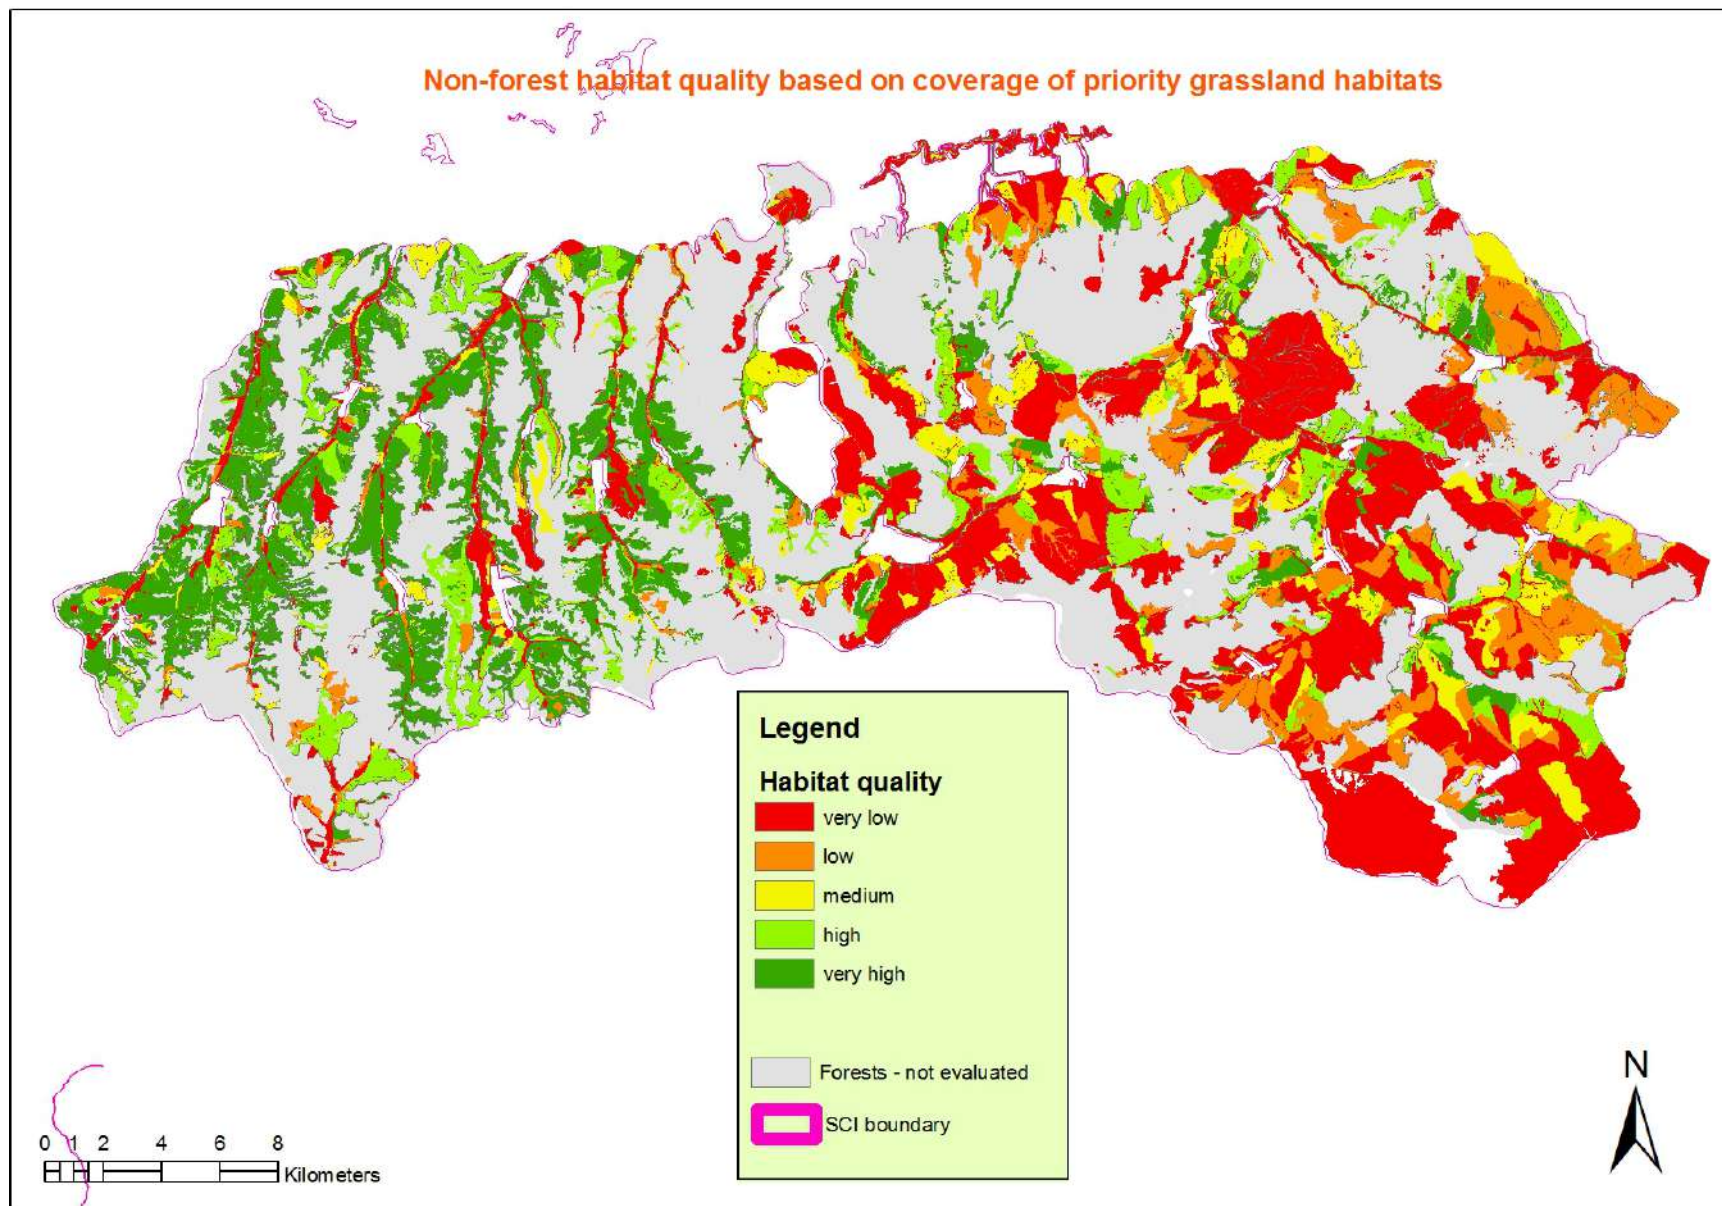 Non-forest habitat quality based on coverage of priority grassland habitats
Legend
Habitat quality
very low
low
medium
high
very high
Forests - not evaluated
SCI boundary
N
0 1 2 4 6 8
Kilometers